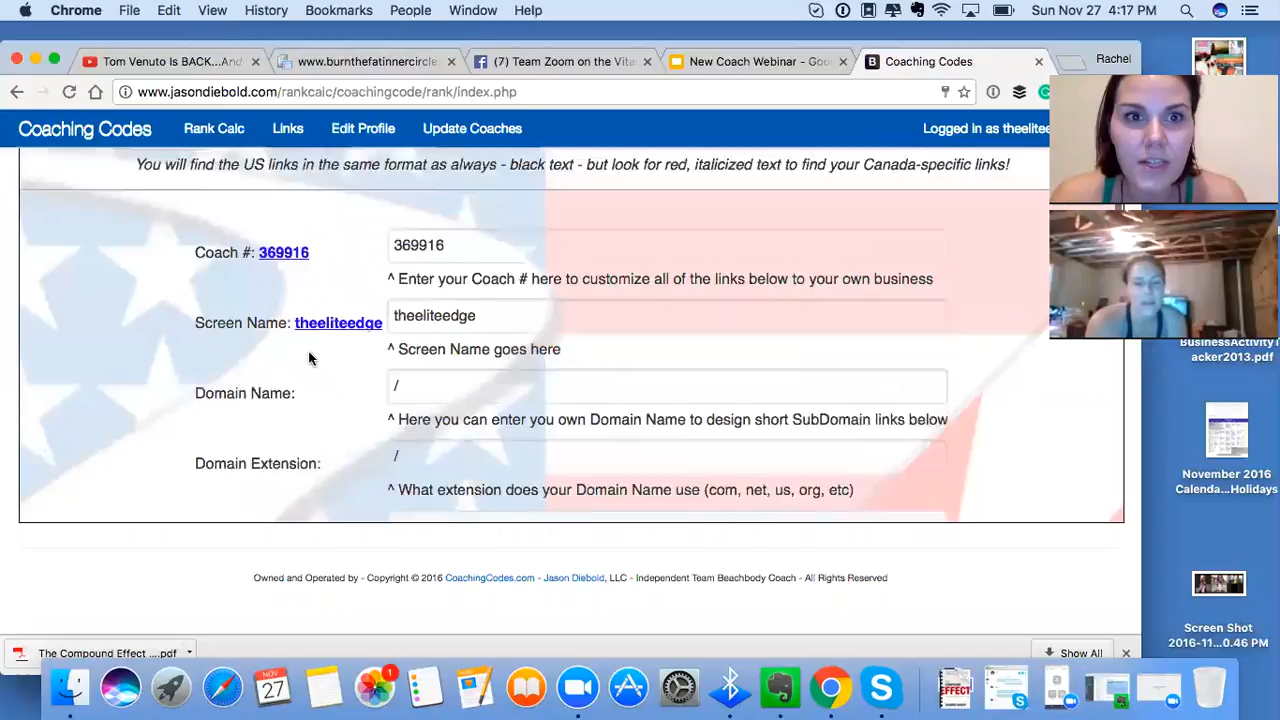 Chrome File Edit View History Bookmarks People Window Help
Sun Nov 27 4:17 PM
Tom Venuto Is BACK...And
www.burnthefatinnercircle
(7) Team Zoom on the Vita
New Coach Webinar - Goo
Coaching Codes
Rachel
www.jasondiebold.com/rankcalc/coachingcode/rank/index.php
Coaching Codes Rank Calc Links Edit Profile Update Coaches Logged in as theelitee
You will find the US links in the same format as always - black text - but look for red, italicized text to find your Canada-specific links!
Coach #: 369916
369916
^ Enter your Coach # here to customize all of the links below to your own business
Screen Name: theeliteedge
theeliteedge
^ Screen Name goes here
Domain Name:
/
^ Here you can enter you own Domain Name to design short SubDomain links below
Domain Extension:
/
^ What extension does your Domain Name use (com, net, us, org, etc)
Owned and Operated by - Copyright © 2016 CoachingCodes.com - Jason Diebold, LLC - Independent Team Beachbody Coach - All Rights Reserved
BusinessActivityT
acker2013.pdf
November 2016
Calenda...Holidays
Screen Shot
2016-11...0.46 PM
The Compound Effect ....pdf
Show All
NOV
27
1
EFFECT